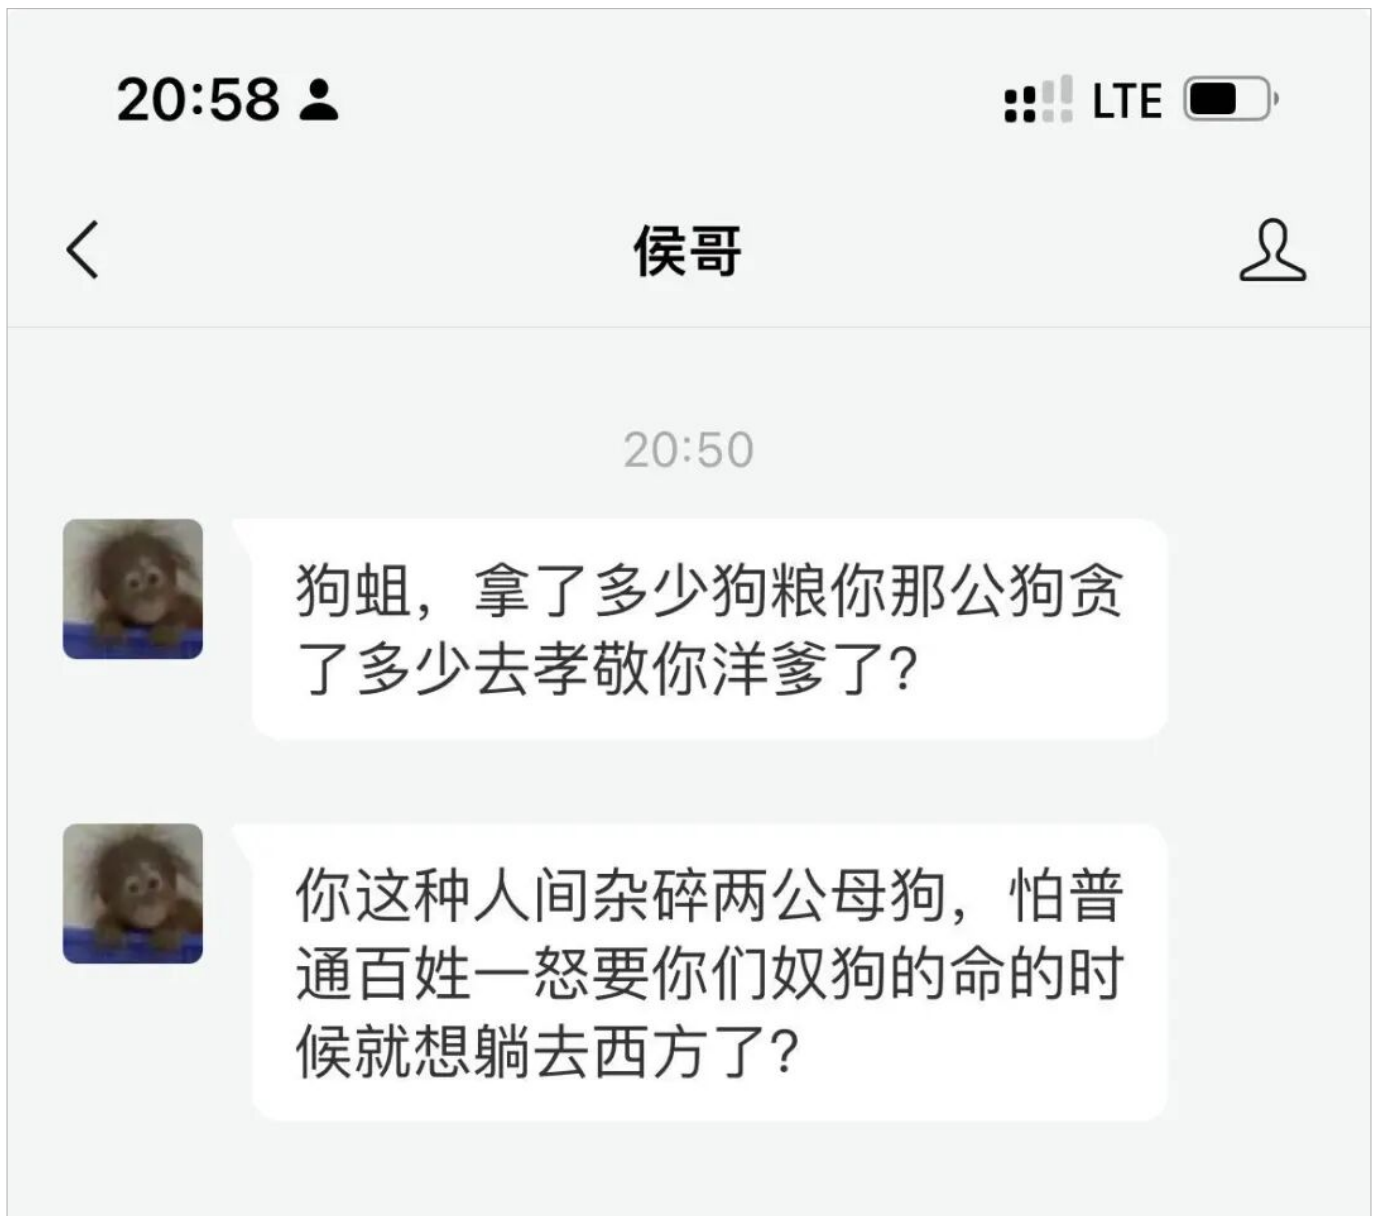 20:58
LTE
侯哥
20:50
狗蛆，拿了多少狗粮你那公狗贪
了多少去孝敬你洋爹了？
你这种人间杂碎两公母狗，怕普
通百姓一怒要你们奴狗的命的时
候就想躺去西方了？